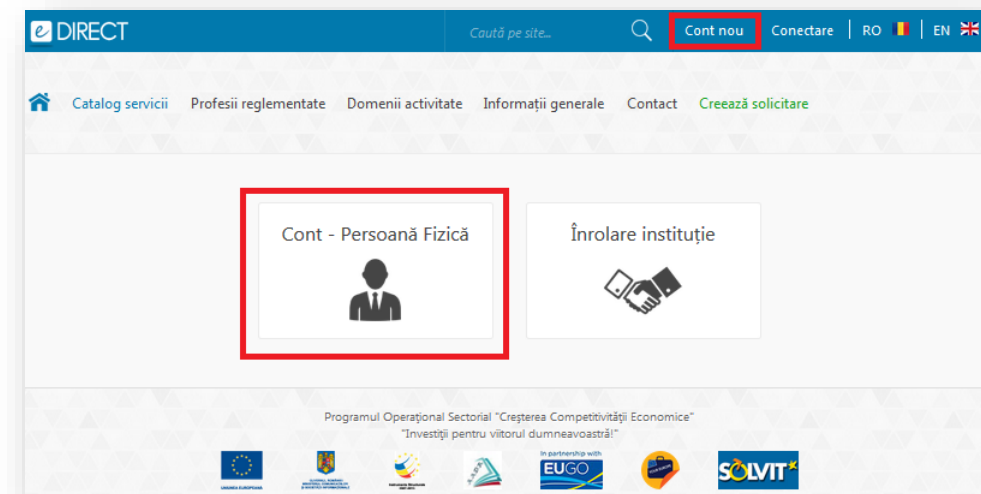 e DIRECT
Caută pe site...
Cont nou
Conectare
RO
EN
Catalog servicii
Profesii reglementate
Domenii activitate
Informații generale
Contact
Creează solicitare
Cont - Persoană Fizică
Înrolare instituție
Programul Operațional Sectorial "Creșterea Competitivității Economice"
"Investiții pentru viitorul dumneavoastră!"
UNIUNEA EUROPEANA
In partnership with
EUGO
SOLVIT